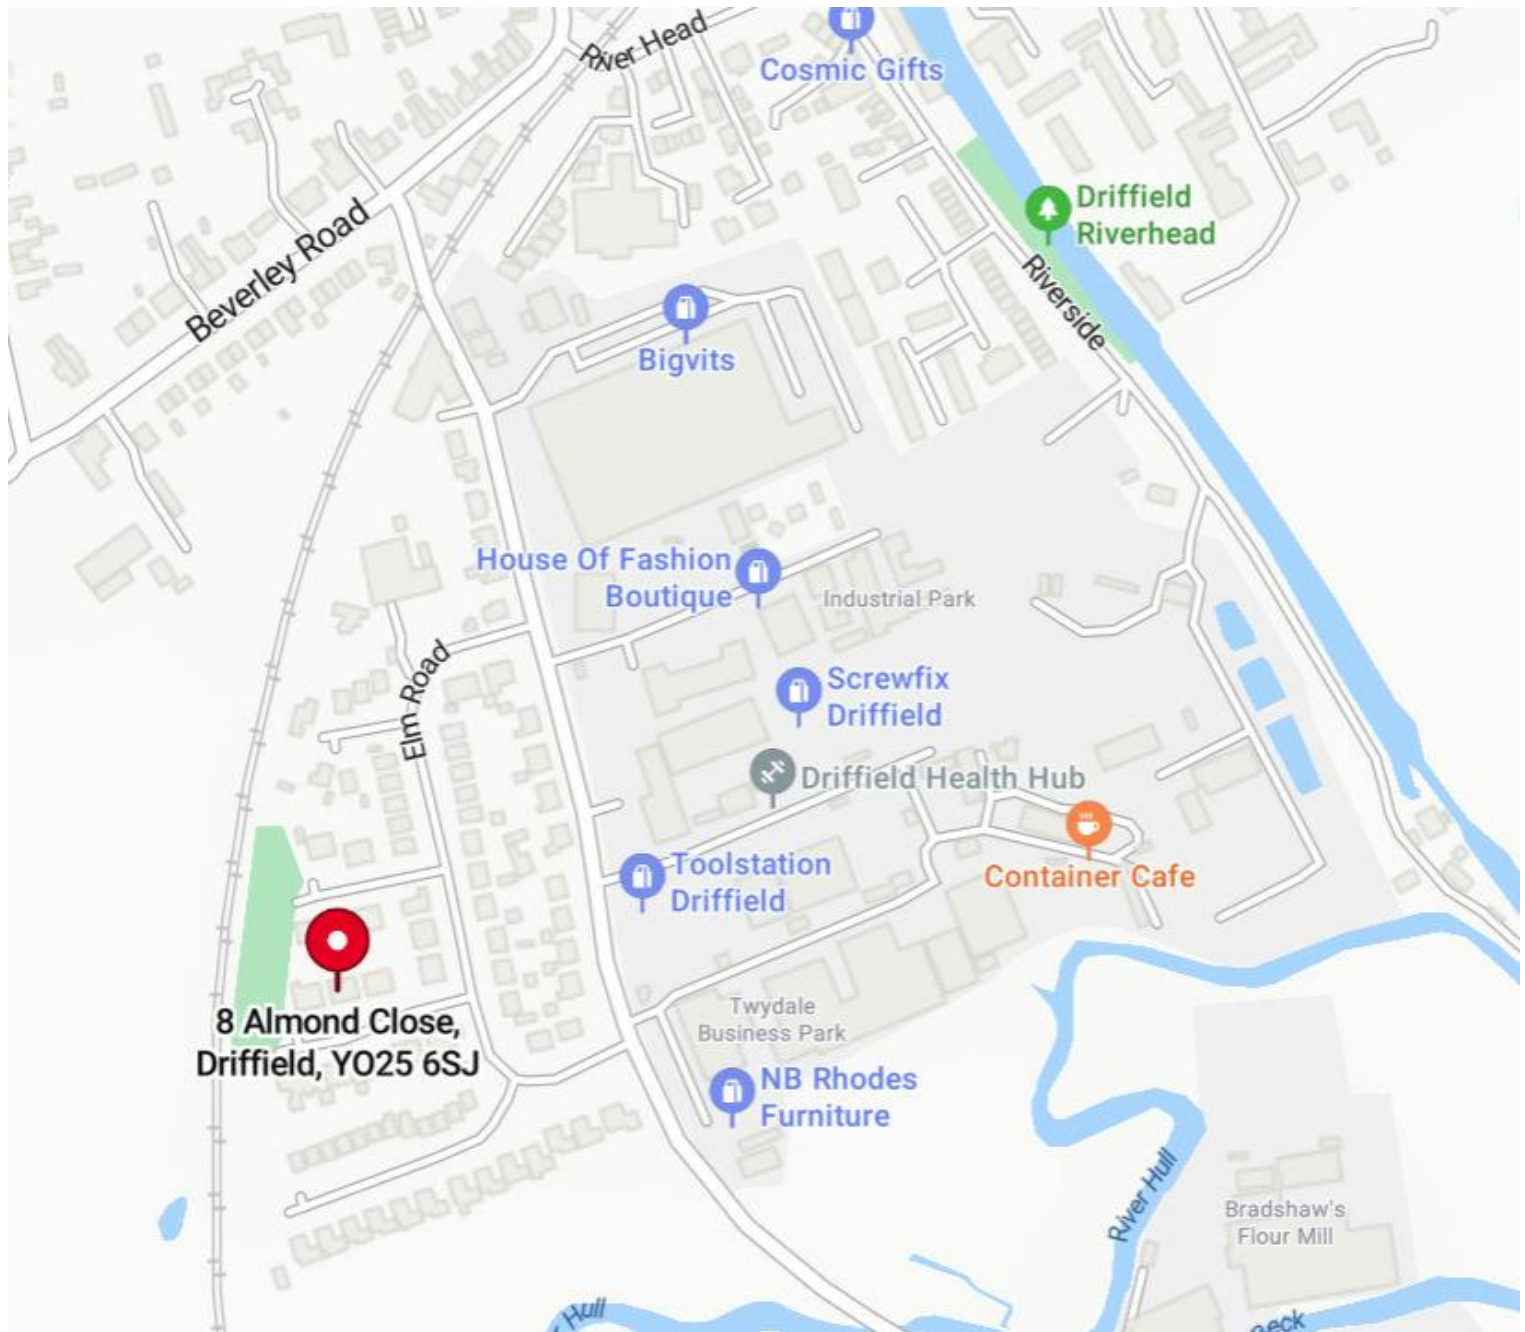 River Head
Cosmic Gifts
Driffield
Riverhead
Beverley Road
Riverside
Bigvits
House Of Fashion
Boutique
Industrial Park
Elm Road
Screwfix
Driffield
Driffield Health Hub
Toolstation
Driffield
Container Cafe
8 Almond Close,
Driffield, YO25 6SJ
Twydale
Business Park
NB Rhodes
Furniture
River Hull
Bradshaw's
Flour Mill
Hull
Beck